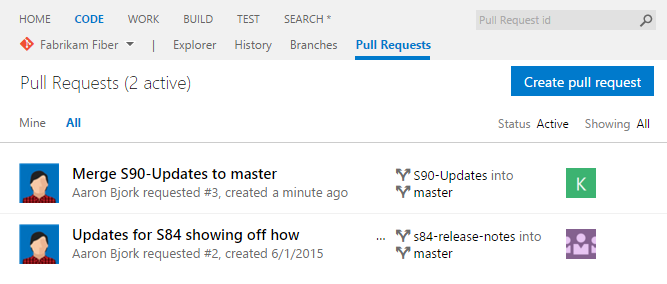 HOME CODE WORK BUILD TEST SEARCH * Pull Request id
Fabrikam Fiber | Explorer History Branches Pull Requests
Pull Requests (2 active) Create pull request
Mine All Status Active Showing All
Merge S90-Updates to master S90-Updates into K
Aaron Bjork requested #3, created a minute ago master
Updates for S84 showing off how ... s84-release-notes into
Aaron Bjork requested #2, created 6/1/2015 master